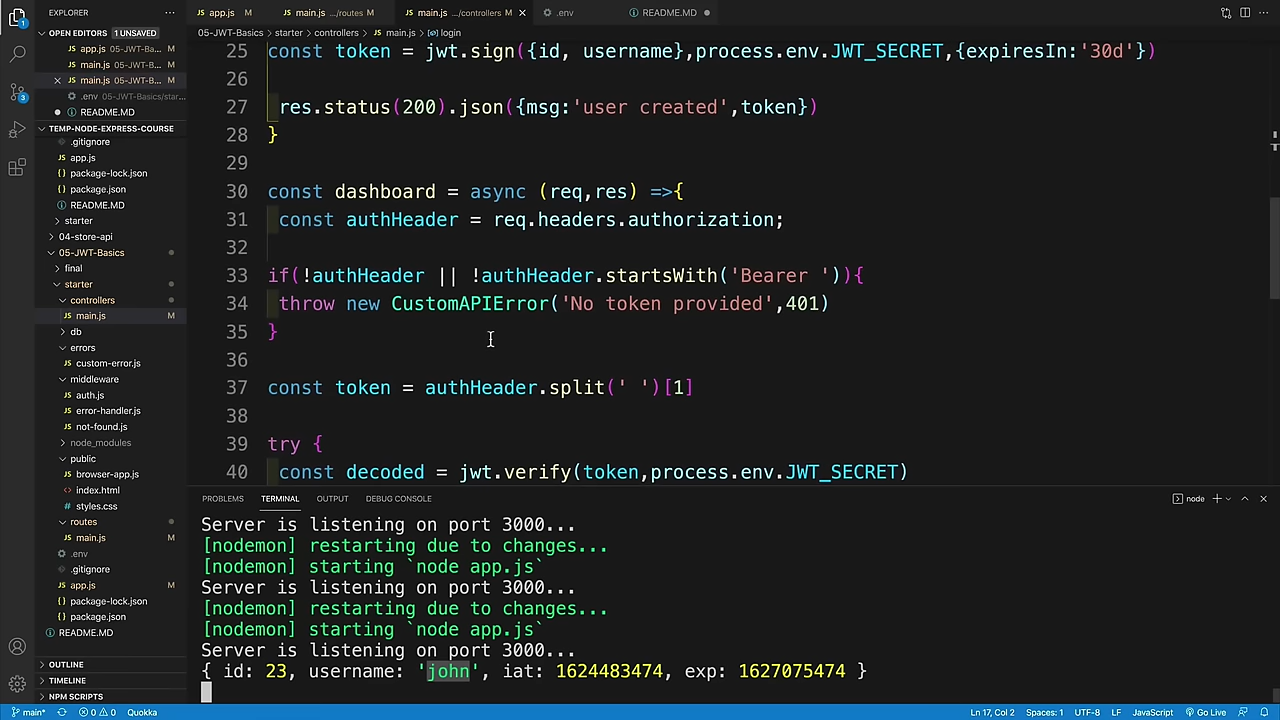 EXPLORER
OPEN EDITORS 1 UNSAVED
app.js 05-JWT-Ba... M
main.js 05-JWT-B... M
main.js 05-JWT-B... M
.env 05-JWT-Basics/star...
README.MD
TEMP-NODE-EXPRESS-COURSE
.gitignore
app.js
package-lock.json
package.json
README.MD
starter
04-store-api
05-JWT-Basics
final
starter
controllers
main.js M
db
errors
custom-error.js
middleware
auth.js
error-handler.js
not-found.js
node_modules
public
browser-app.js
index.html
styles.css
routes
main.js M
.env
.gitignore
app.js M
package-lock.json
package.json
README.MD
OUTLINE
TIMELINE
NPM SCRIPTS
app.js M main.js .../routes M main.js .../controllers M .env README.MD
05-JWT-Basics > starter > controllers > main.js > login
25 const token = jwt.sign({id, username},process.env.JWT_SECRET,{expiresIn:'30d'})
26
27 res.status(200).json({msg:'user created',token})
28 }
29
30 const dashboard = async (req,res) =>{
31 const authHeader = req.headers.authorization;
32
33 if(!authHeader || !authHeader.startsWith('Bearer ')){
34 throw new CustomAPIError('No token provided',401)
35 }
36
37 const token = authHeader.split(' ')[1]
38
39 try {
40 const decoded = jwt.verify(token,process.env.JWT_SECRET)
PROBLEMS TERMINAL OUTPUT DEBUG CONSOLE node
Server is listening on port 3000...
[nodemon] restarting due to changes...
[nodemon] starting `node app.js`
Server is listening on port 3000...
[nodemon] restarting due to changes...
[nodemon] starting `node app.js`
Server is listening on port 3000...
{ id: 23, username: 'john', iat: 1624483474, exp: 1627075474 }
main* 0 0 Quokka Ln 17, Col 2 Spaces: 1 UTF-8 LF JavaScript Go Live